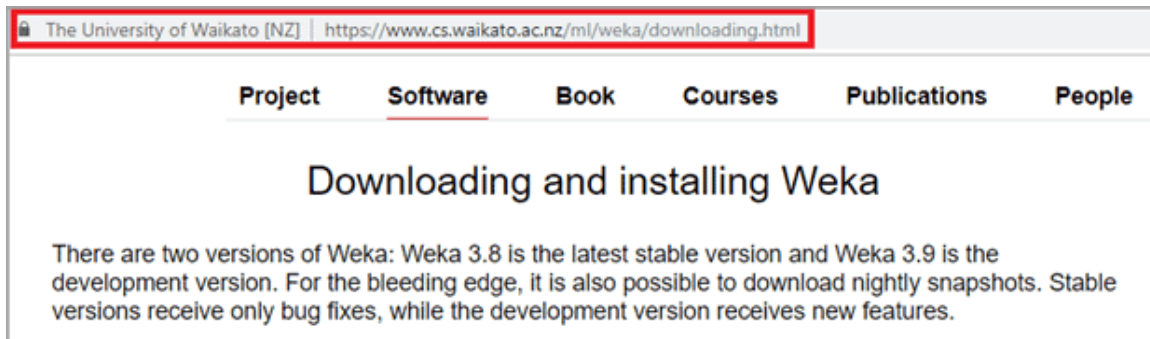 The University of Waikato [NZ] | https://www.cs.waikato.ac.nz/ml/weka/downloading.html
Project Software Book Courses Publications People
Downloading and installing Weka
There are two versions of Weka: Weka 3.8 is the latest stable version and Weka 3.9 is the
development version. For the bleeding edge, it is also possible to download nightly snapshots. Stable
versions receive only bug fixes, while the development version receives new features.